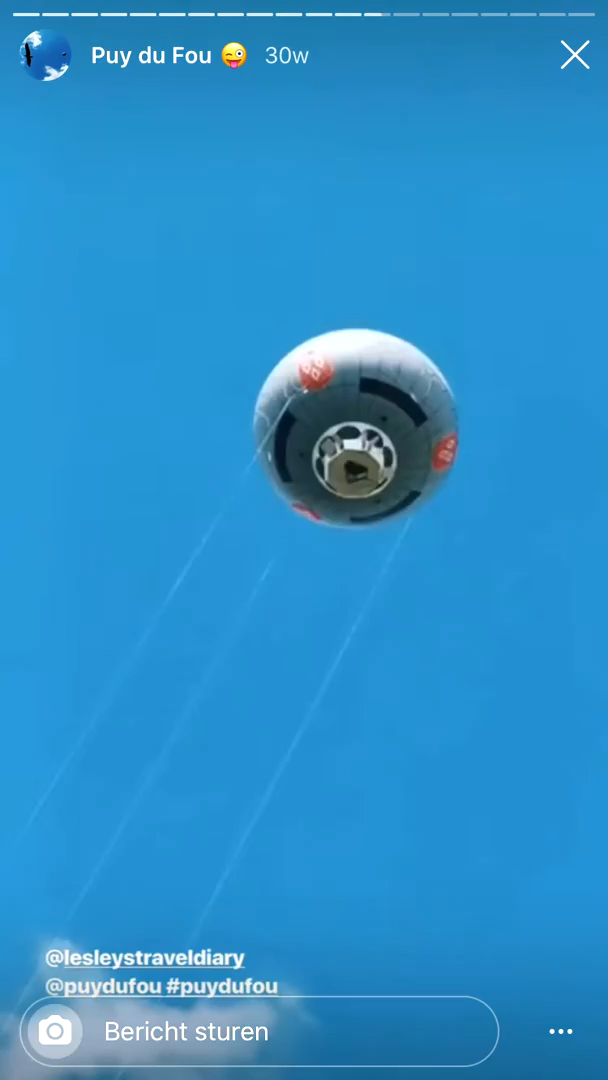 Puy du Fou 😜 30w
@lesleystraveldiary
@puydufou #puydufou
Bericht sturen